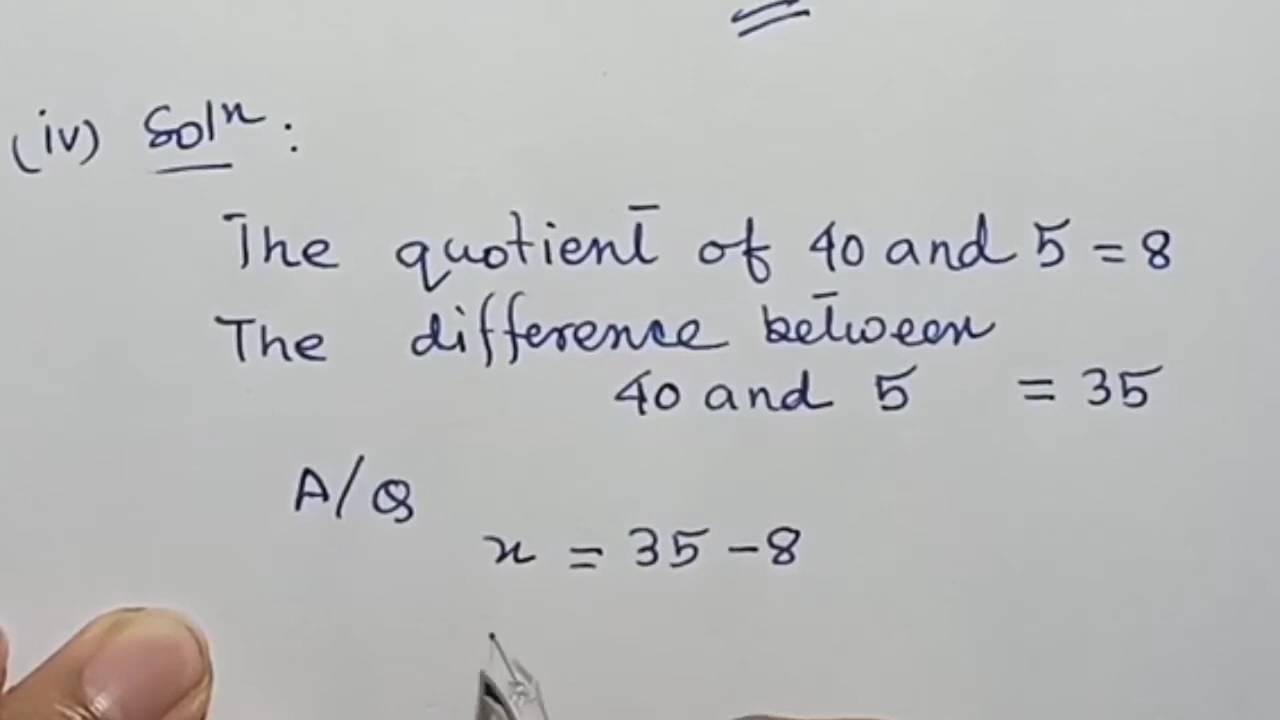 (iv) Solⁿ:
The quotient of 40 and 5 = 8
The difference between
40 and 5 = 35
A/Q
x = 35 - 8